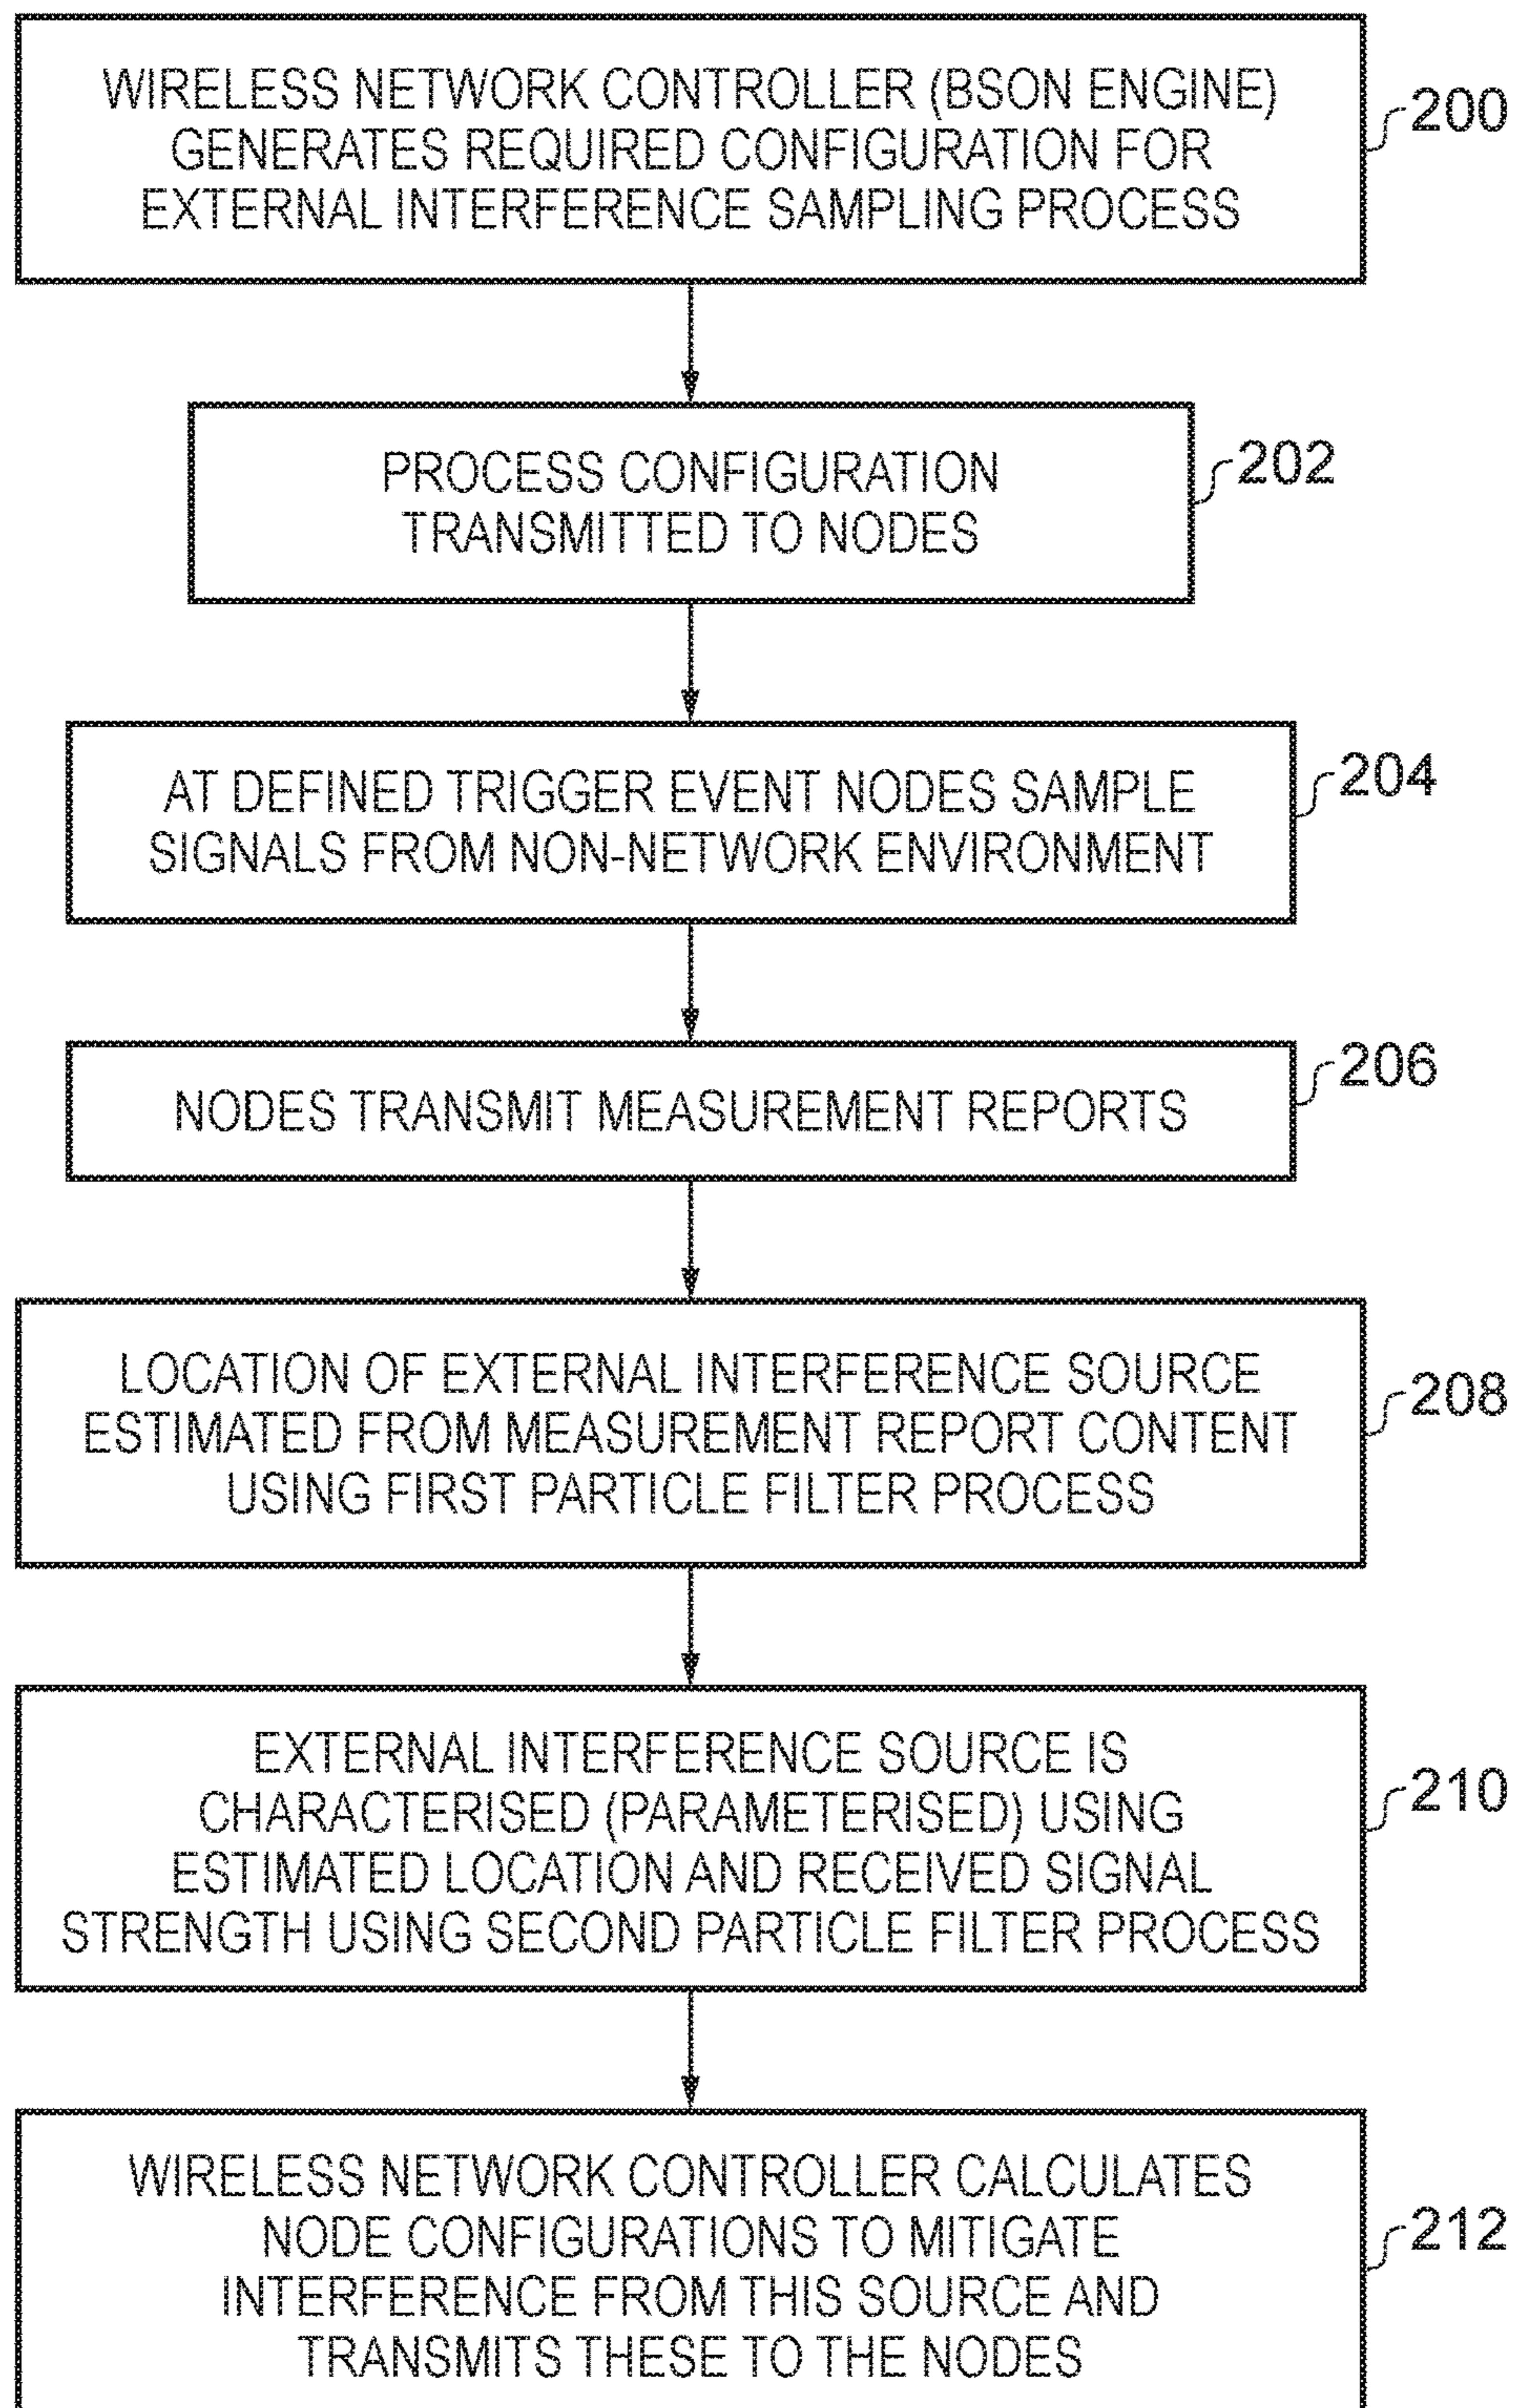 WIRELESS NETWORK CONTROLLER (BSON ENGINE)
GENERATES REQUIRED CONFIGURATION FOR
EXTERNAL INTERFERENCE SAMPLING PROCESS
200
PROCESS CONFIGURATION
TRANSMITTED TO NODES
202
AT DEFINED TRIGGER EVENT NODES SAMPLE
SIGNALS FROM NON-NETWORK ENVIRONMENT
204
NODES TRANSMIT MEASUREMENT REPORTS
206
LOCATION OF EXTERNAL INTERFERENCE SOURCE
ESTIMATED FROM MEASUREMENT REPORT CONTENT
USING FIRST PARTICLE FILTER PROCESS
208
EXTERNAL INTERFERENCE SOURCE IS
CHARACTERISED (PARAMETERISED) USING
ESTIMATED LOCATION AND RECEIVED SIGNAL
STRENGTH USING SECOND PARTICLE FILTER PROCESS
210
WIRELESS NETWORK CONTROLLER CALCULATES
NODE CONFIGURATIONS TO MITIGATE
INTERFERENCE FROM THIS SOURCE AND
TRANSMITS THESE TO THE NODES
212